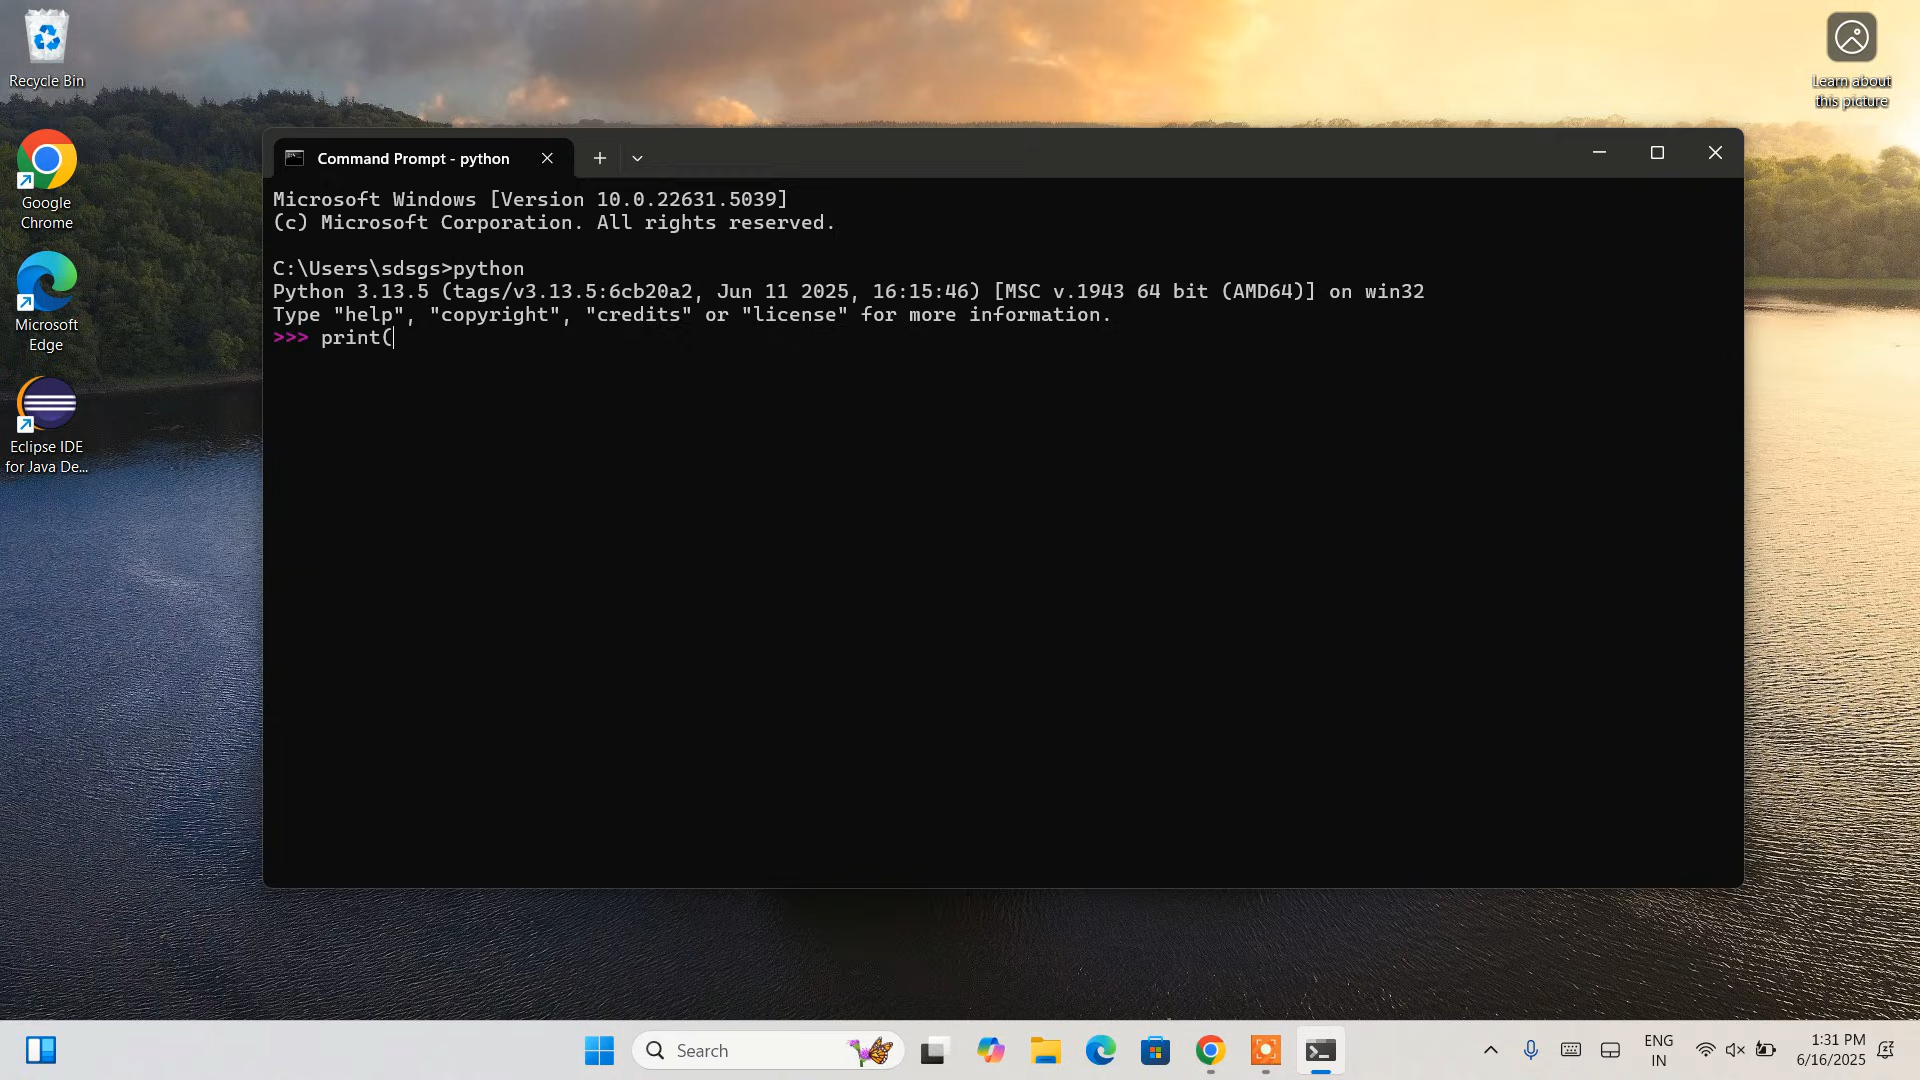 Recycle Bin
Learn about
this picture
Google
Chrome
Microsoft
Edge
Eclipse IDE
for Java De...
Command Prompt - python
Microsoft Windows [Version 10.0.22631.5039]
(c) Microsoft Corporation. All rights reserved.
C:\Users\sdsgs>python
Python 3.13.5 (tags/v3.13.5:6cb20a2, Jun 11 2025, 16:15:46) [MSC v.1943 64 bit (AMD64)] on win32
Type "help", "copyright", "credits" or "license" for more information.
>>> print(
Search
ENG
IN
1:31 PM
6/16/2025